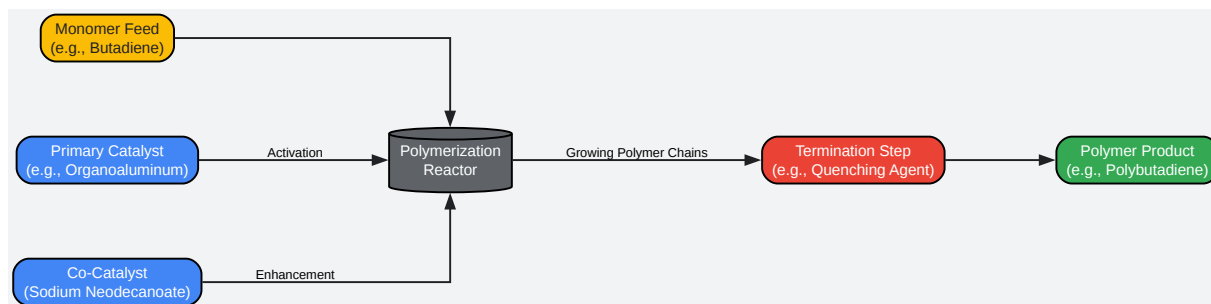 Monomer Feed
(e.g., Butadiene)
Primary Catalyst
(e.g., Organoaluminum)
Activation
Polymerization
Reactor
Growing Polymer Chains
Termination Step
(e.g., Quenching Agent)
Polymer Product
(e.g., Polybutadiene)
Co-Catalyst
(Sodium Neodecanoate)
Enhancement